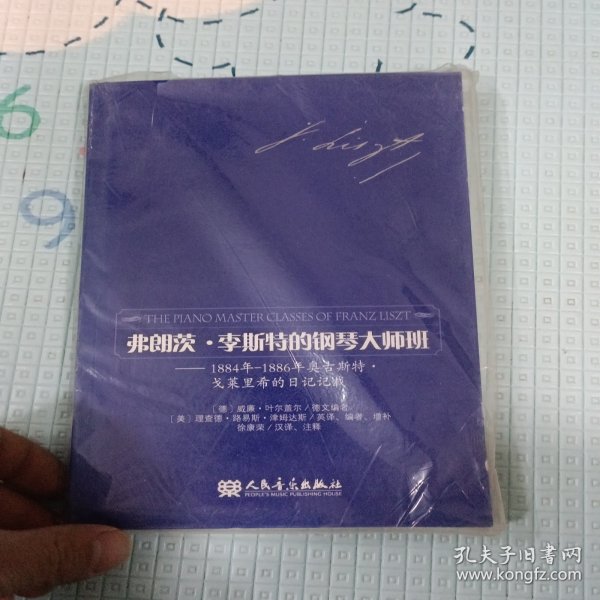 F. Liszt
THE PIANO MASTER CLASSES OF FRANZ LISZT
弗朗茨·李斯特的钢琴大师班
——1884年-1886年奥古斯特·
戈莱里希的日记记载
［德］威廉·叶尔盖尔／德文编者
［美］理查德·路易斯·津姆达斯／英译、编者、增补
徐康荣／汉译、注释
人民音乐出版社
PEOPLE'S MUSIC PUBLISHING HOUSE
6
9
孔夫子旧书网
www.kongfz.com